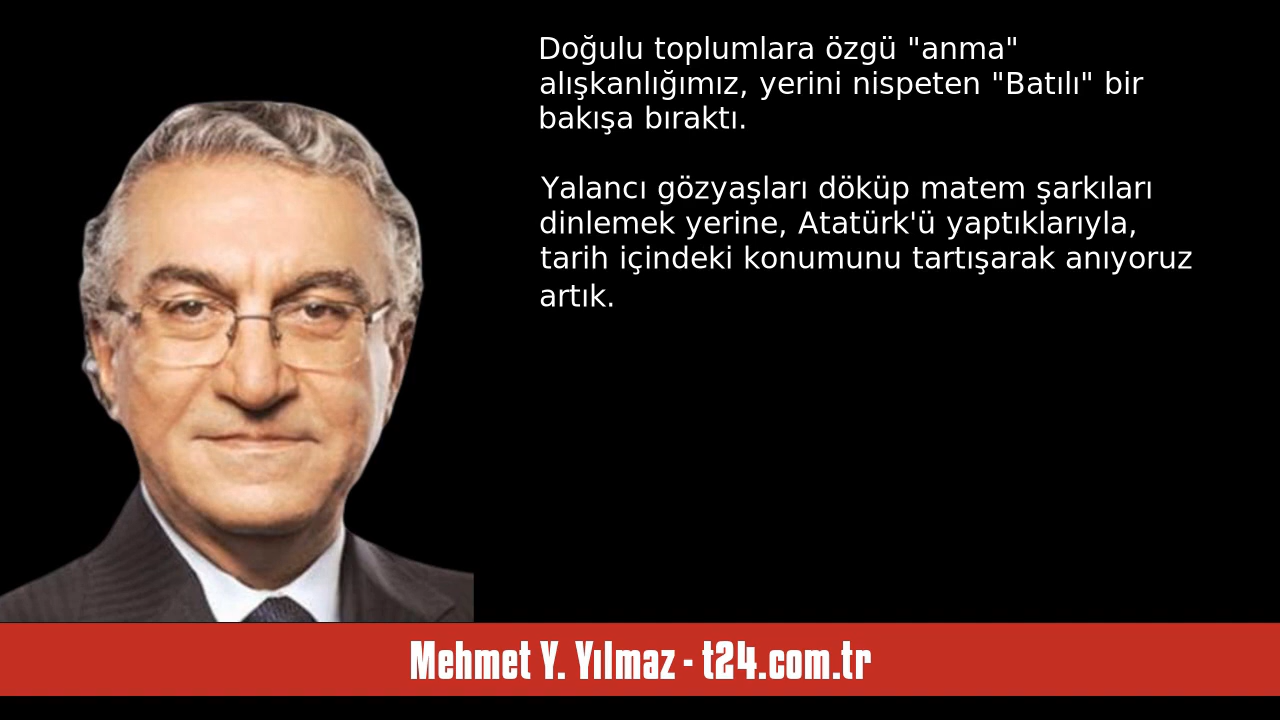 Doğulu toplumlara özgü "anma"
alışkanlığımız, yerini nispeten "Batılı" bir
bakışa bıraktı.
Yalancı gözyaşları döküp matem şarkıları
dinlemek yerine, Atatürk'ü yaptıklarıyla,
tarih içindeki konumunu tartışarak anıyoruz
artık.
Mehmet Y. Yılmaz - t24.com.tr